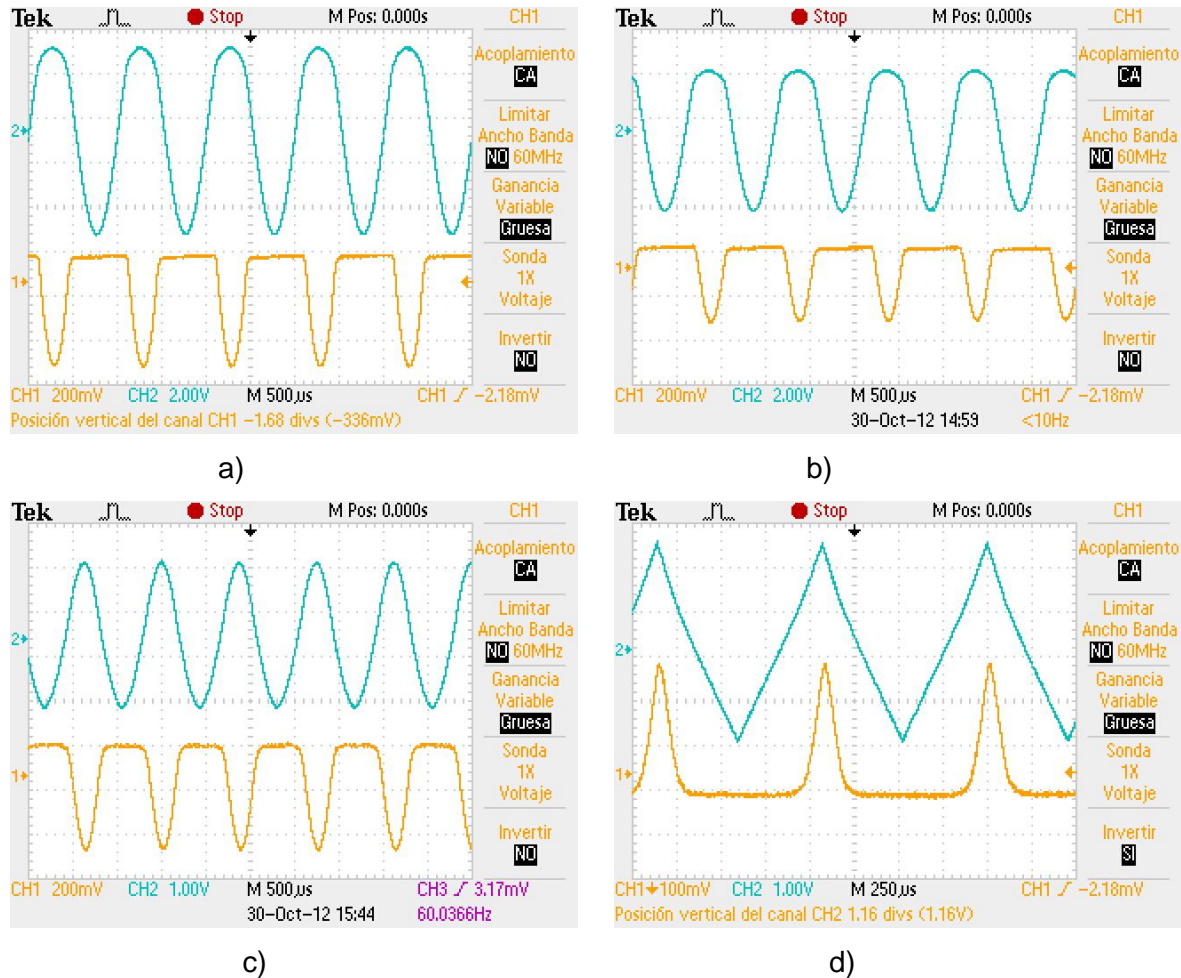 Tek Stop M Pos: 0.000s CH1
Acoplamiento
CA
Limitar
Ancho Banda
NO 60MHz
Ganancia
Variable
Gruesa
Sonda
1X
Voltaje
Invertir
NO
2
1
CH1 200mV CH2 2.00V M 500µs CH1 -2.18mV
Posición vertical del canal CH1 -1.68 divs (-336mV)
a)
Tek Stop M Pos: 0.000s CH1
Acoplamiento
CA
Limitar
Ancho Banda
NO 60MHz
Ganancia
Variable
Gruesa
Sonda
1X
Voltaje
Invertir
NO
2
1
CH1 200mV CH2 2.00V M 500µs CH1 -2.18mV
30-Oct-12 14:59 <10Hz
b)
Tek Stop M Pos: 0.000s CH1
Acoplamiento
CA
Limitar
Ancho Banda
NO 60MHz
Ganancia
Variable
Gruesa
Sonda
1X
Voltaje
Invertir
NO
2
1
CH1 200mV CH2 1.00V M 500µs CH3 3.17mV
30-Oct-12 15:44 60.0366Hz
c)
Tek Stop M Pos: 0.000s CH1
Acoplamiento
CA
Limitar
Ancho Banda
NO 60MHz
Ganancia
Variable
Gruesa
Sonda
1X
Voltaje
Invertir
SI
2
1
CH1 100mV CH2 1.00V M 250µs CH1 -2.18mV
Posición vertical del canal CH2 1.16 divs (1.16V)
d)